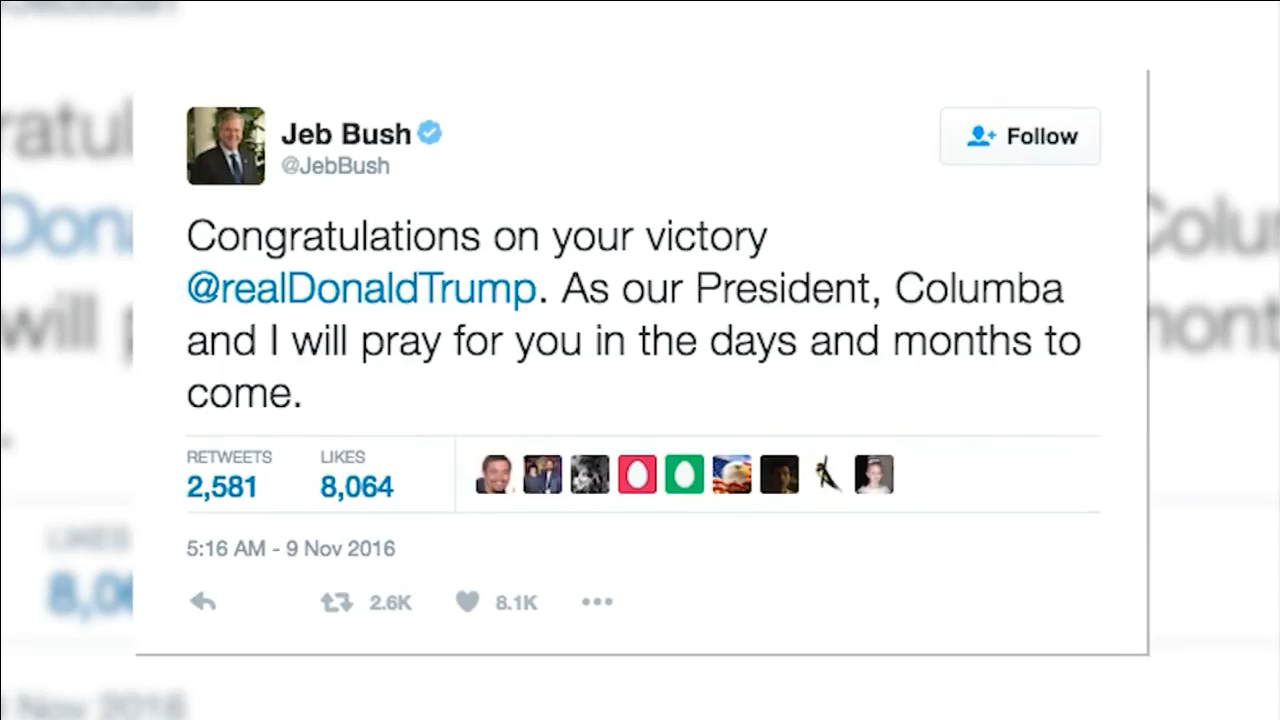 Jeb Bush
@JebBush
Follow
Congratulations on your victory
@realDonaldTrump. As our President, Columba
and I will pray for you in the days and months to
come.
RETWEETS LIKES
2,581 8,064
5:16 AM - 9 Nov 2016
2.6K 8.1K